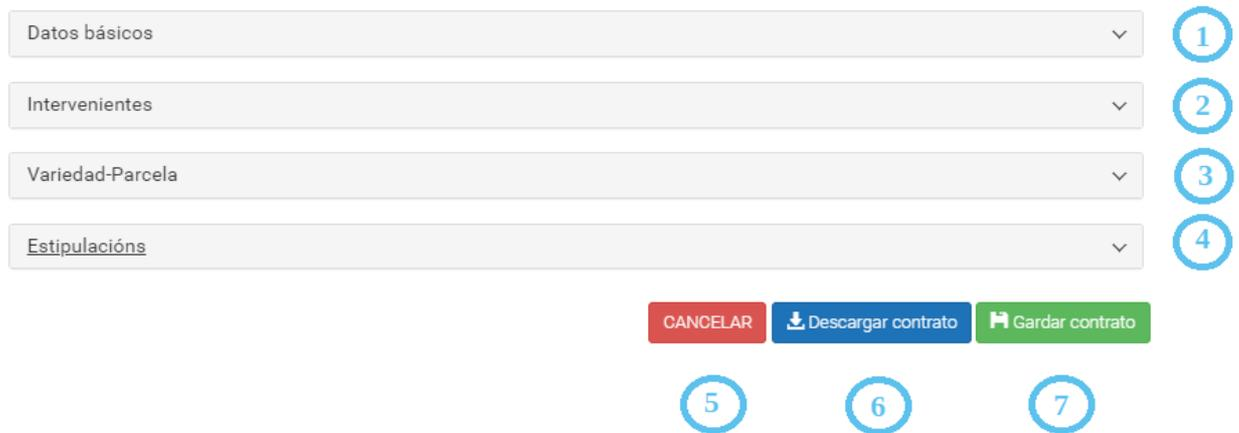 Datos básicos 1
Intervenientes 2
Variedad-Parcela 3
Estipulacións 4
CANCELAR Descargar contrato Gardar contrato
5 6 7